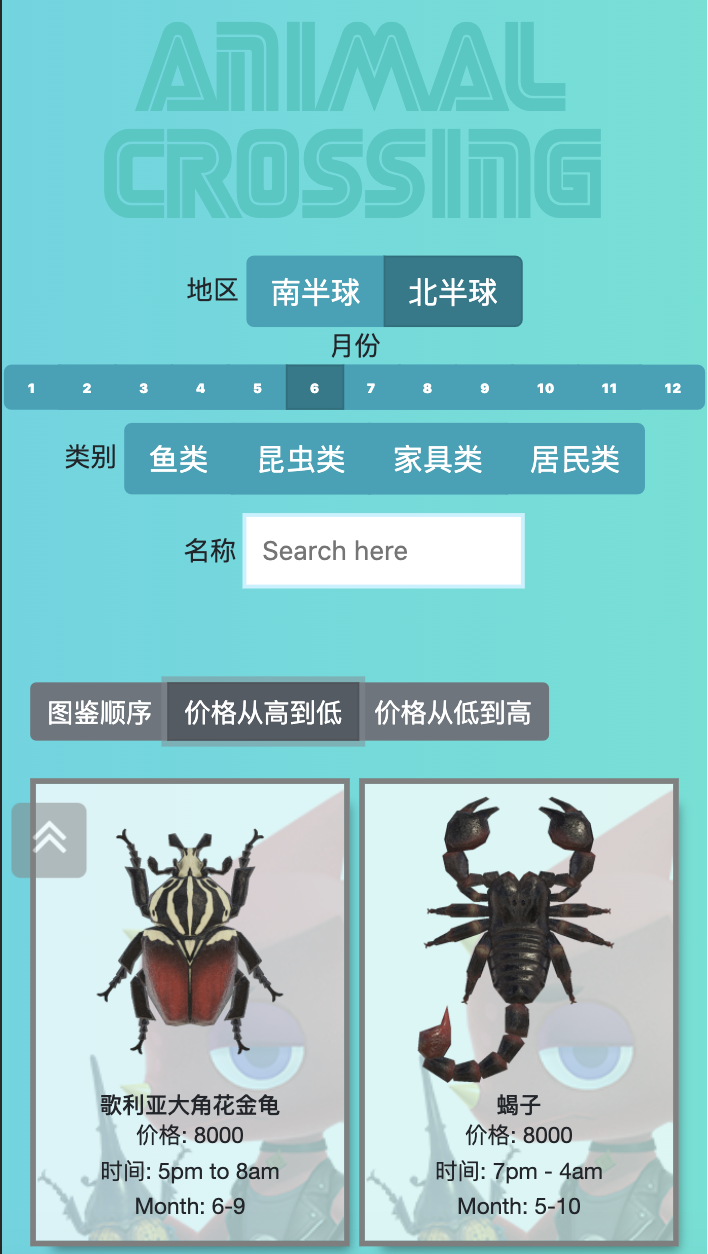 ANIMAL
CROSSING
地区 南半球 北半球
月份
1 2 3 4 5 6 7 8 9 10 11 12
类别 鱼类 昆虫类 家具类 居民类
名称 Search here
图鉴顺序 价格从高到低 价格从低到高
歌利亚大角花金龟
价格: 8000
时间: 5pm to 8am
Month: 6-9
蝎子
价格: 8000
时间: 7pm - 4am
Month: 5-10